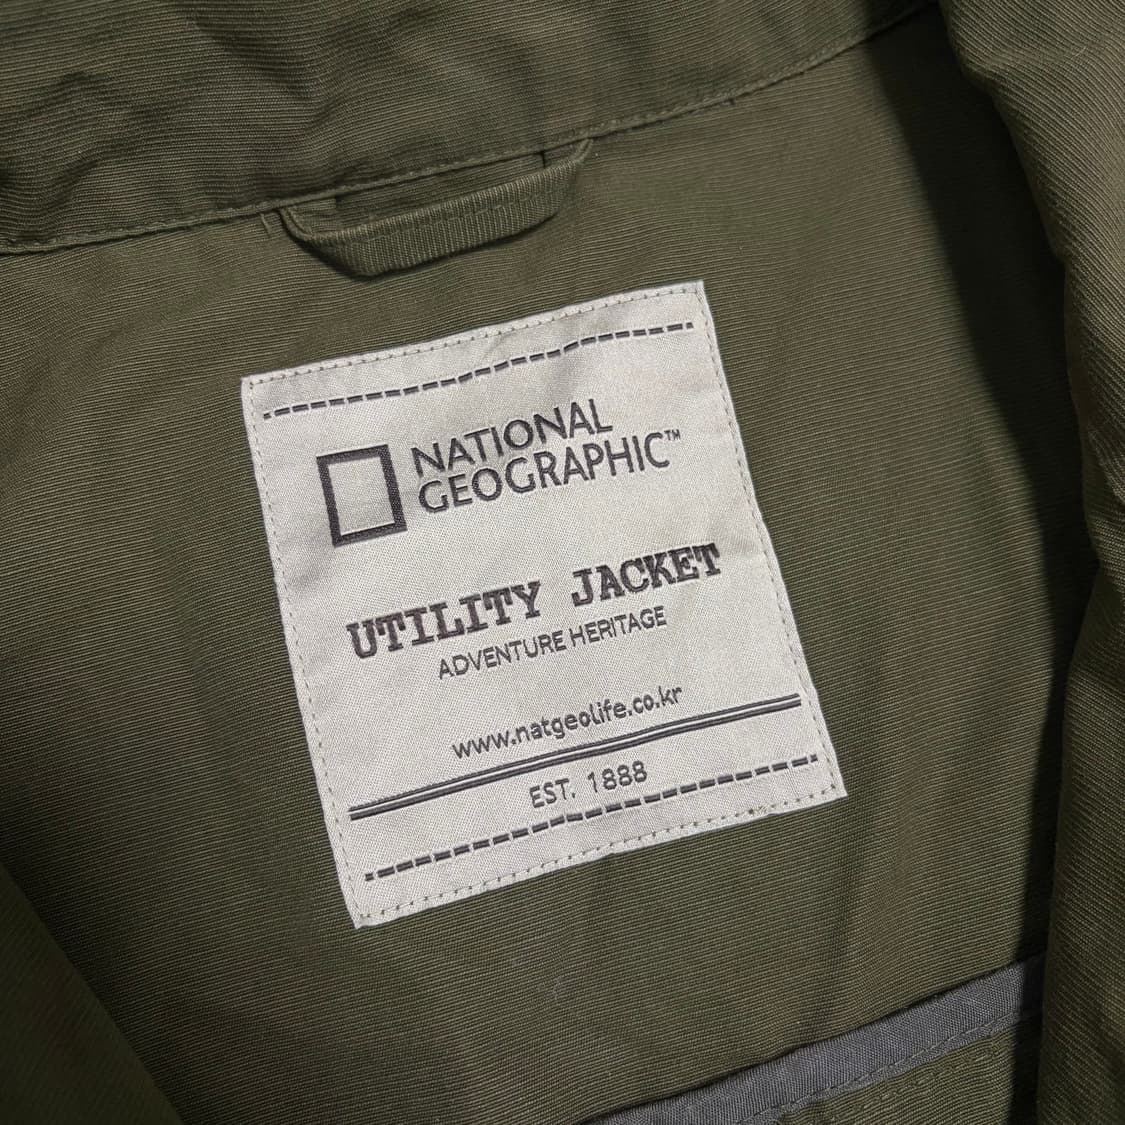 NATIONAL
GEOGRAPHIC™
UTILITY JACKET
ADVENTURE HERITAGE
www.natgeolife.co.kr
EST. 1888